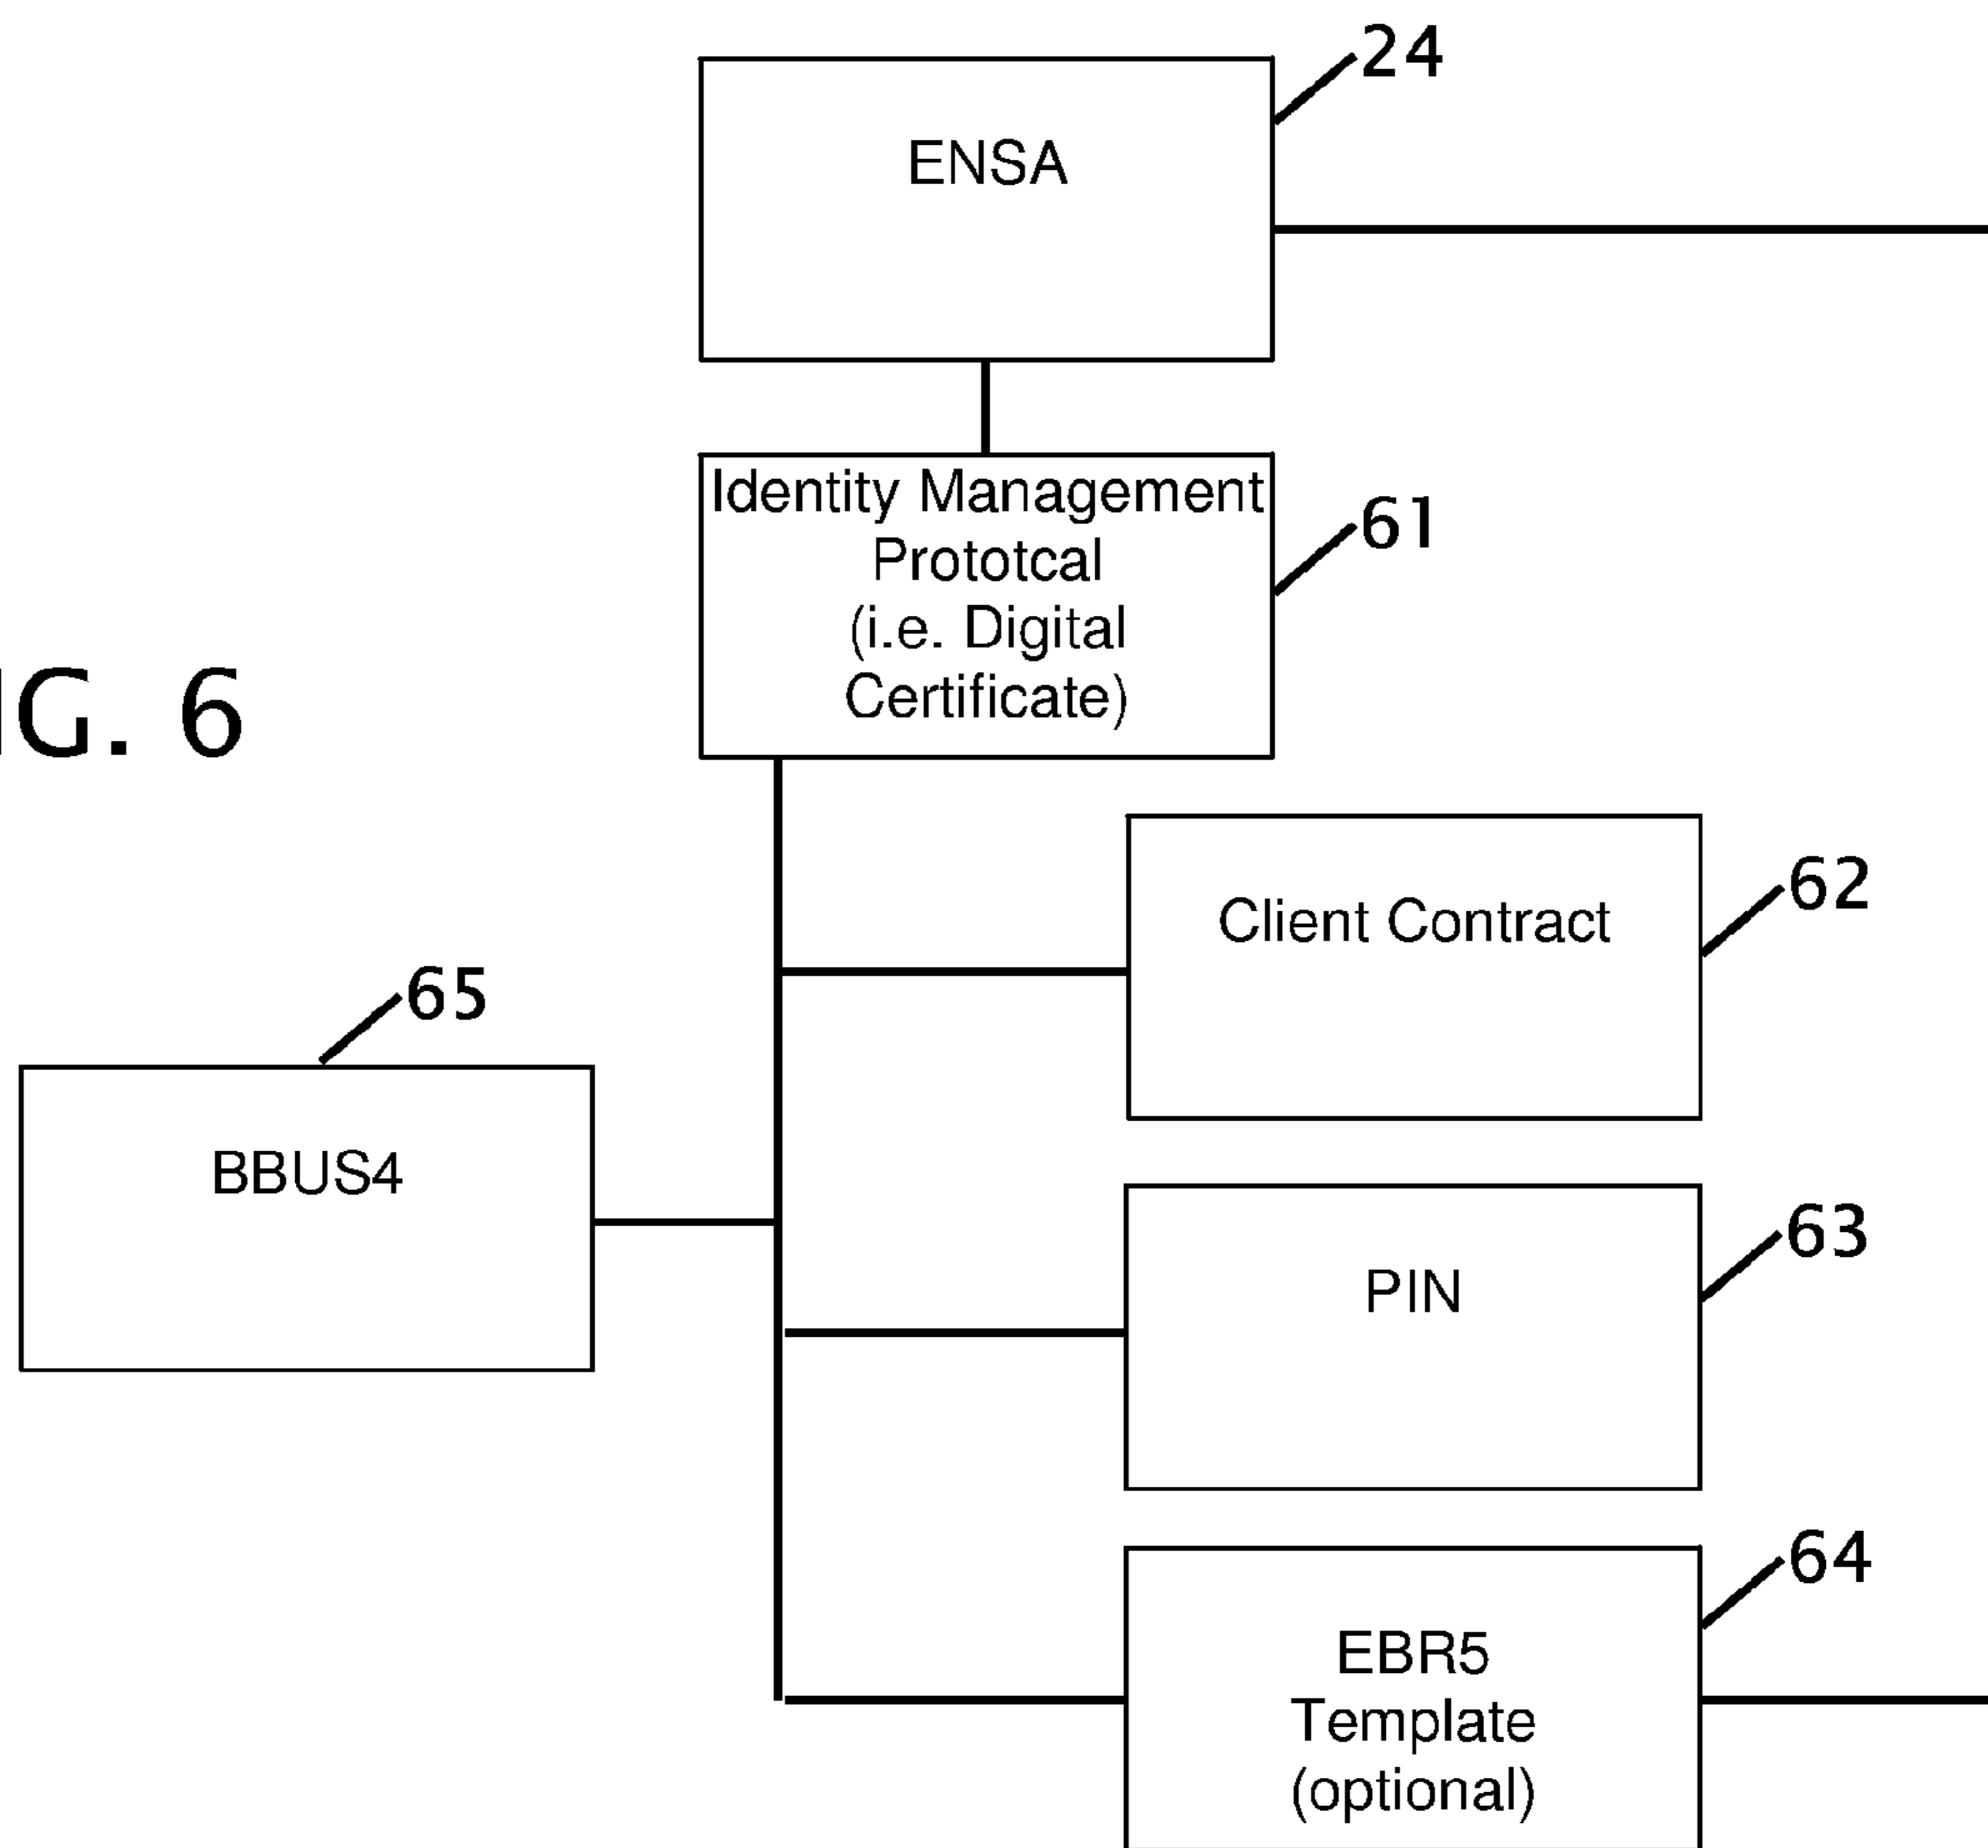 24
ENSA
Identity Management
Prototcal
(i.e. Digital
Certificate)
61
IG. 6
Client Contract
62
65
BBUS4
PIN
63
64
EBR5
Template
(optional)